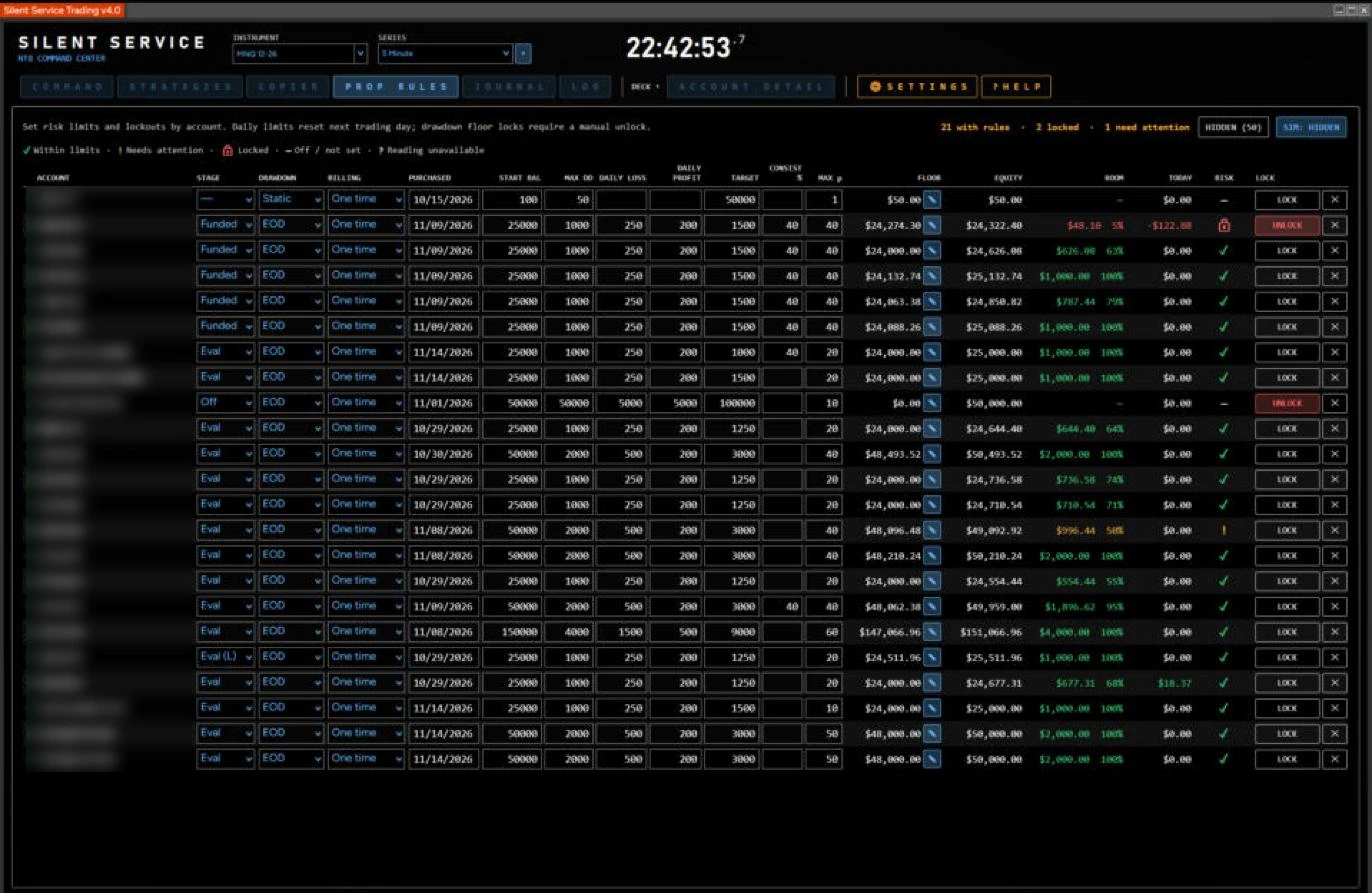 Silent Service Trading v4.0
SILENT SERVICE
NT8 COMMAND CENTER
INSTRUMENT
MNQ 12-26
SERIES
5 Minute
+
22:42:53.7
COMMAND STRATEGIES COPIER PROP RULES JOURNAL LOG DECK ACCOUNT DETAIL SETTINGS ? HELP
Set risk limits and lockouts by account. Daily limits reset next trading day; drawdown floor locks require a manual unlock.
21 with rules · 2 locked · 1 need attention HIDDEN (50) SIM: HIDDEN
✓ Within limits · ! Needs attention · Locked · — Off / not set · ? Reading unavailable
ACCOUNT STAGE DRAWDOWN BILLING PURCHASED START BAL MAX DD DAILY LOSS DAILY PROFIT TARGET CONSIST % MAX µ FLOOR EQUITY ROOM TODAY RISK LOCK
— Static One time 10/15/2026 100 50 50000 1 $50.00 $50.00 — $0.00 — LOCK ✕
Funded EOD One time 11/09/2026 25000 1000 250 200 1500 40 40 $24,274.30 $24,322.40 $48.10 5% -$122.08 UNLOCK ✕
Funded EOD One time 11/09/2026 25000 1000 250 200 1500 40 40 $24,000.00 $24,626.08 $626.08 63% $0.00 ✓ LOCK ✕
Funded EOD One time 11/09/2026 25000 1000 250 200 1500 40 40 $24,132.74 $25,132.74 $1,000.00 100% $0.00 ✓ LOCK ✕
Funded EOD One time 11/09/2026 25000 1000 250 200 1500 40 40 $24,063.38 $24,850.82 $787.44 79% $0.00 ✓ LOCK ✕
Funded EOD One time 11/09/2026 25000 1000 250 200 1500 40 40 $24,088.26 $25,088.26 $1,000.00 100% $0.00 ✓ LOCK ✕
Eval EOD One time 11/14/2026 25000 1000 250 200 1000 40 20 $24,000.00 $25,000.00 $1,000.00 100% $0.00 ✓ LOCK ✕
Eval EOD One time 11/14/2026 25000 1000 250 200 1500 20 $24,000.00 $25,000.00 $1,000.00 100% $0.00 ✓ LOCK ✕
Off EOD One time 11/01/2026 50000 50000 5000 5000 100000 10 $0.00 $50,000.00 — $0.00 — UNLOCK ✕
Eval EOD One time 10/29/2026 25000 1000 250 200 1250 20 $24,000.00 $24,644.40 $644.40 64% $0.00 ✓ LOCK ✕
Eval EOD One time 10/30/2026 50000 2000 500 200 3000 40 $48,493.52 $50,493.52 $2,000.00 100% $0.00 ✓ LOCK ✕
Eval EOD One time 10/29/2026 25000 1000 250 200 1250 20 $24,000.00 $24,736.58 $736.58 74% $0.00 ✓ LOCK ✕
Eval EOD One time 10/29/2026 25000 1000 250 200 1250 20 $24,000.00 $24,710.54 $710.54 71% $0.00 ✓ LOCK ✕
Eval EOD One time 11/08/2026 50000 2000 500 200 3000 40 $48,096.48 $49,092.92 $996.44 50% $0.00 ! LOCK ✕
Eval EOD One time 11/08/2026 50000 2000 500 200 3000 40 $48,210.24 $50,210.24 $2,000.00 100% $0.00 ✓ LOCK ✕
Eval EOD One time 10/29/2026 25000 1000 250 200 1250 20 $24,000.00 $24,554.44 $554.44 55% $0.00 ✓ LOCK ✕
Eval EOD One time 11/09/2026 50000 2000 500 200 3000 40 40 $48,062.38 $49,959.00 $1,896.62 95% $0.00 ✓ LOCK ✕
Eval EOD One time 11/08/2026 150000 4000 1500 500 9000 60 $147,066.96 $151,066.96 $4,000.00 100% $0.00 ✓ LOCK ✕
Eval (L) EOD One time 10/29/2026 25000 1000 250 200 1250 20 $24,511.96 $25,511.96 $1,000.00 100% $0.00 ✓ LOCK ✕
Eval EOD One time 10/29/2026 25000 1000 250 200 1250 20 $24,000.00 $24,677.31 $677.31 68% $18.37 ✓ LOCK ✕
Eval EOD One time 11/14/2026 25000 1000 250 200 1500 10 $24,000.00 $25,000.00 $1,000.00 100% $0.00 ✓ LOCK ✕
Eval EOD One time 11/14/2026 50000 2000 500 200 3000 50 $48,000.00 $50,000.00 $2,000.00 100% $0.00 ✓ LOCK ✕
Eval EOD One time 11/14/2026 50000 2000 500 200 3000 50 $48,000.00 $50,000.00 $2,000.00 100% $0.00 ✓ LOCK ✕